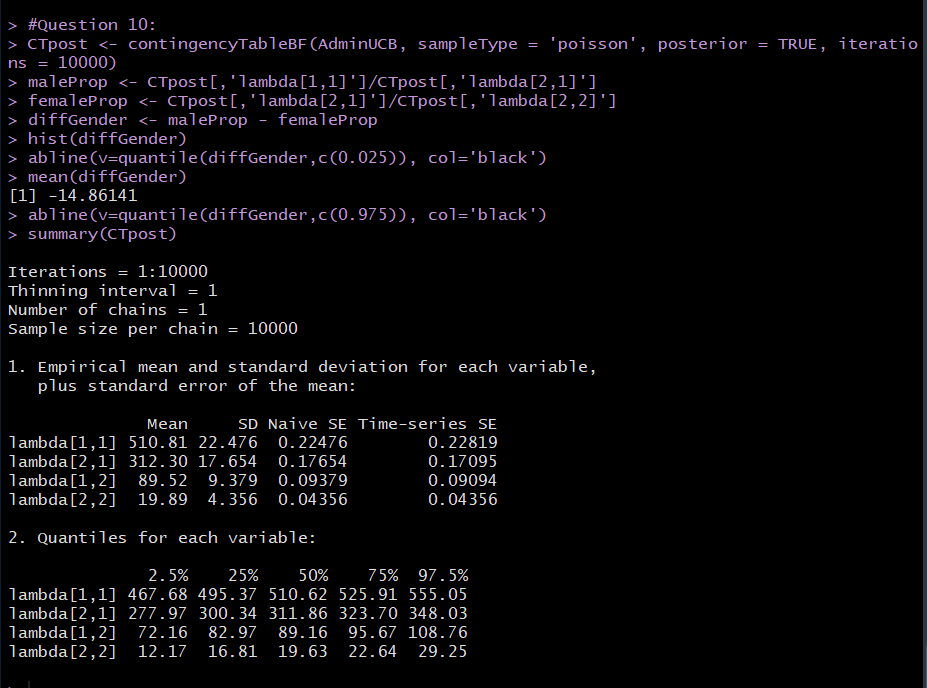 > #Question 10:
> CTpost <- contingencyTableBF(AdminUCB, sampleType = 'poisson', posterior = TRUE, iteratio
ns = 10000)
> maleProp <- CTpost[,'lambda[1,1]']/CTpost[,'lambda[2,1]']
> femaleProp <- CTpost[,'lambda[2,1]']/CTpost[,'lambda[2,2]']
> diffGender <- maleProp - femaleProp
> hist(diffGender)
> abline(v=quantile(diffGender,c(0.025)), col='black')
> mean(diffGender)
[1] -14.86141
> abline(v=quantile(diffGender,c(0.975)), col='black')
> summary(CTpost)

Iterations = 1:10000
Thinning interval = 1
Number of chains = 1
Sample size per chain = 10000

1. Empirical mean and standard deviation for each variable,
   plus standard error of the mean:

              Mean     SD Naive SE Time-series SE
lambda[1,1] 510.81 22.476  0.22476        0.22819
lambda[2,1] 312.30 17.654  0.17654        0.17095
lambda[1,2]  89.52  9.379  0.09379        0.09094
lambda[2,2]  19.89  4.356  0.04356        0.04356

2. Quantiles for each variable:

              2.5%    25%    50%    75%  97.5%
lambda[1,1] 467.68 495.37 510.62 525.91 555.05
lambda[2,1] 277.97 300.34 311.86 323.70 348.03
lambda[1,2]  72.16  82.97  89.16  95.67 108.76
lambda[2,2]  12.17  16.81  19.63  22.64  29.25